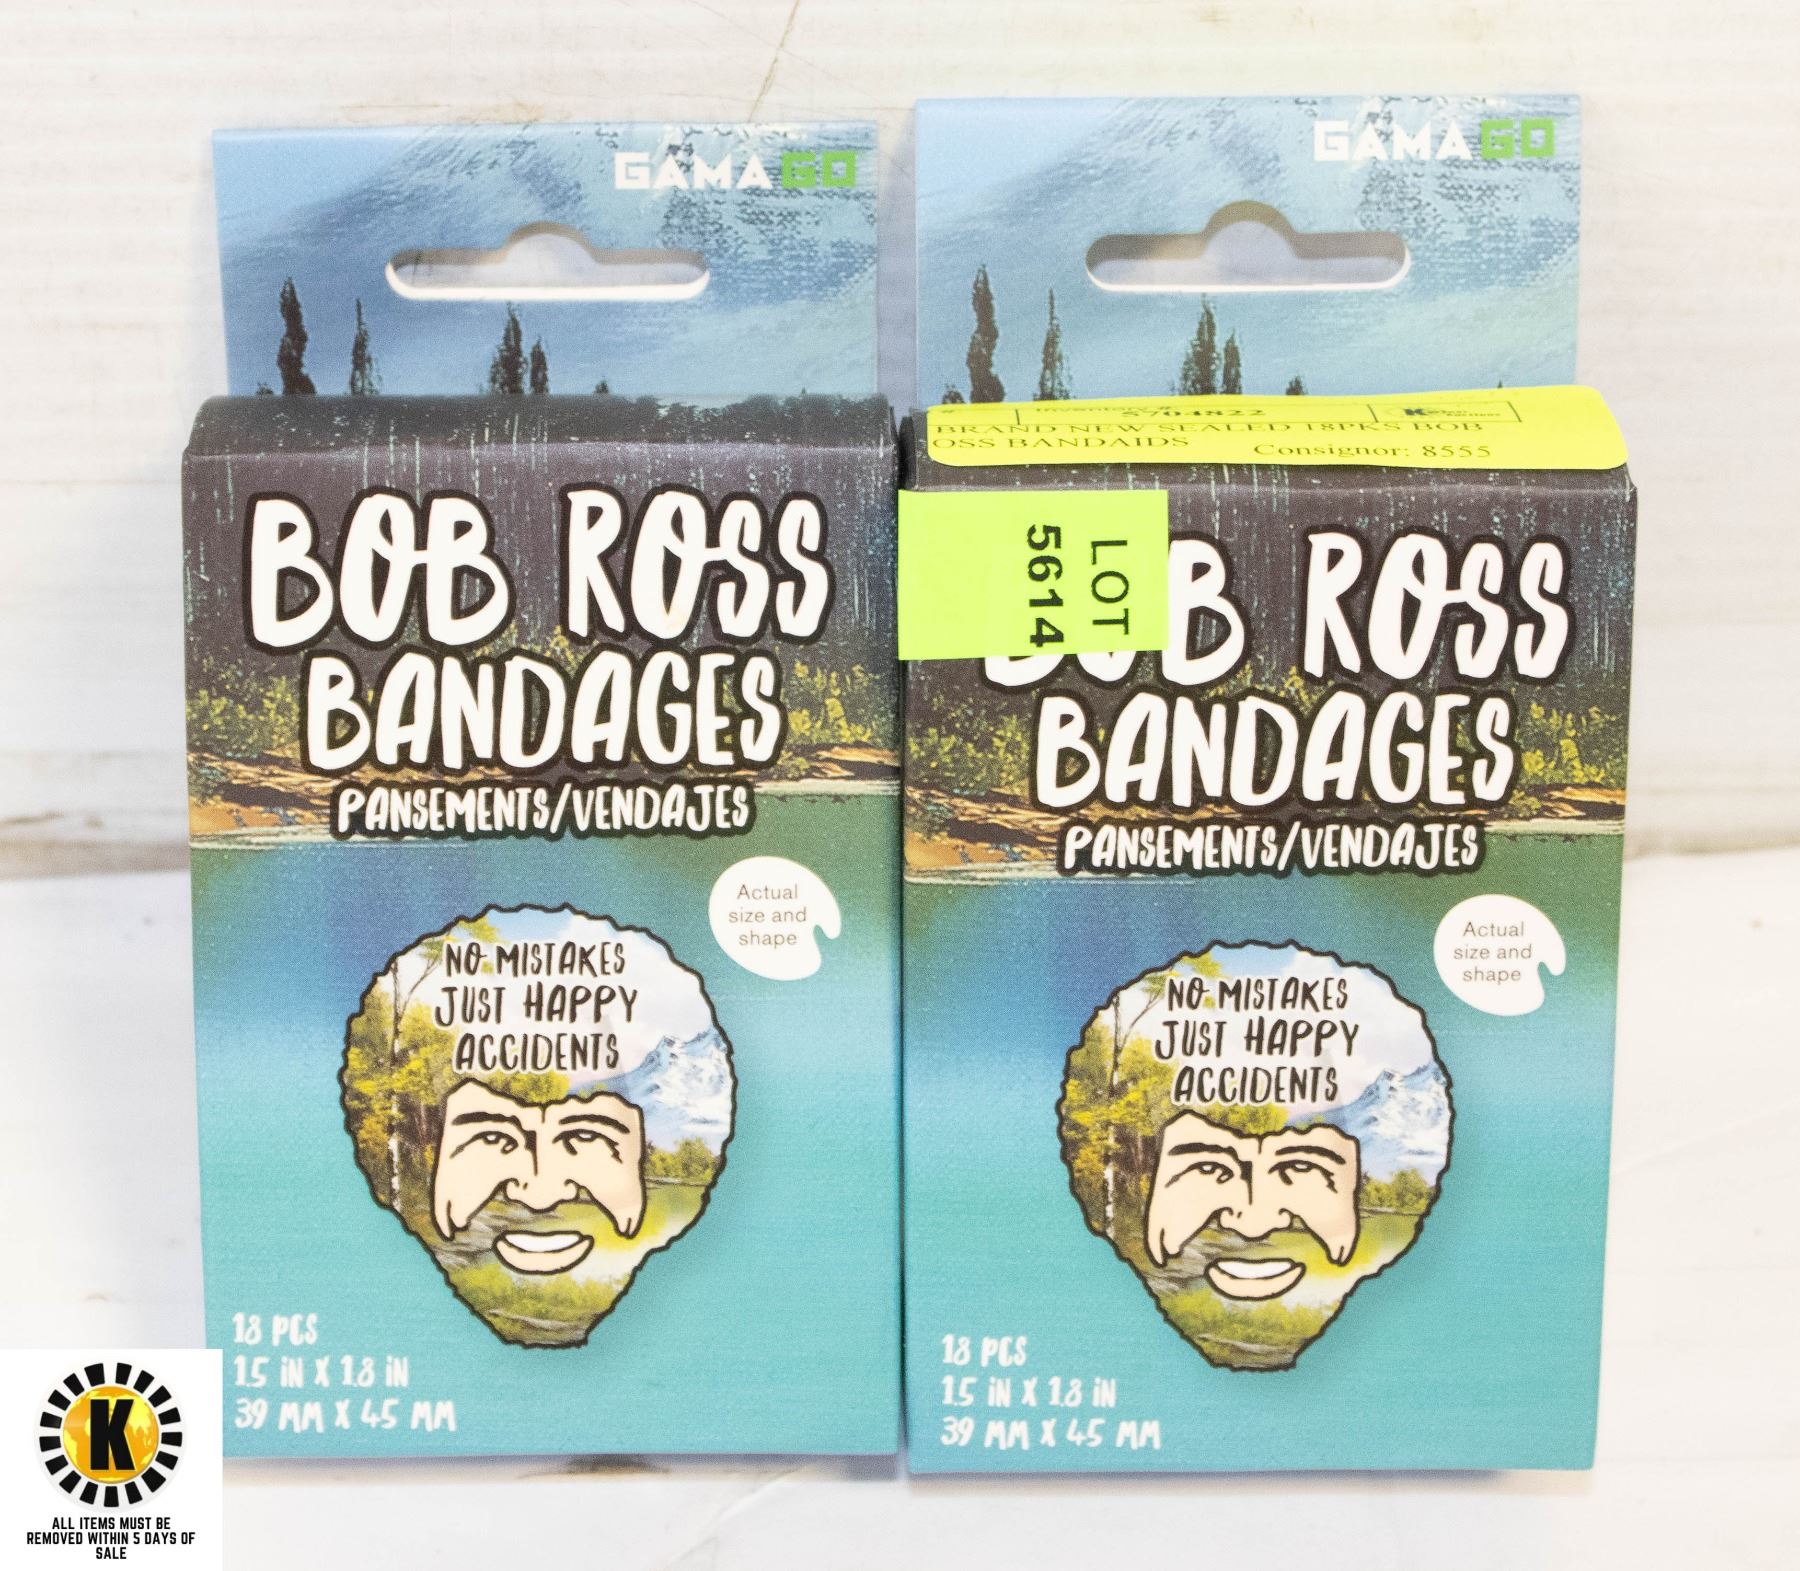 GAMAGO
BOB ROSS
BANDAGES
PANSEMENTS/VENDAJES
Actual
size and
shape
NO MISTAKES
JUST HAPPY
ACCIDENTS
18 PCS
1.5 iN X 1.8 iN
39 MM X 45 MM
GAMAGO
S704822
BRAND NEW SEALED 18PKS BOB
OSS BANDAIDS Consignor: 8555
LOT
5614
B ROSS
BANDAGES
PANSEMENTS/VENDAJES
Actual
size and
shape
NO MISTAKES
JUST HAPPY
ACCIDENTS
18 PCS
1.5 iN X 1.8 iN
39 MM X 45 MM
K
ALL ITEMS MUST BE
REMOVED WITHIN 5 DAYS OF
SALE